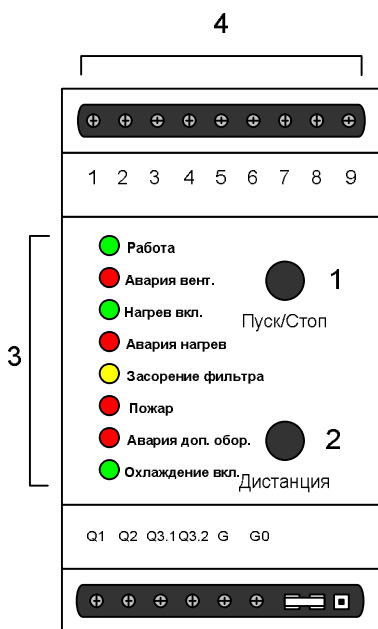 4
1 2 3 4 5 6 7 8 9
Работа
Авария вент.
1
Нагрев вкл.
Пуск/Стоп
Авария нагрев
3
Засорение фильтра
Пожар
Авария доп. обор.
2
Охлаждение вкл.
Дистанция
Q1 Q2 Q3.1 Q3.2 G G0